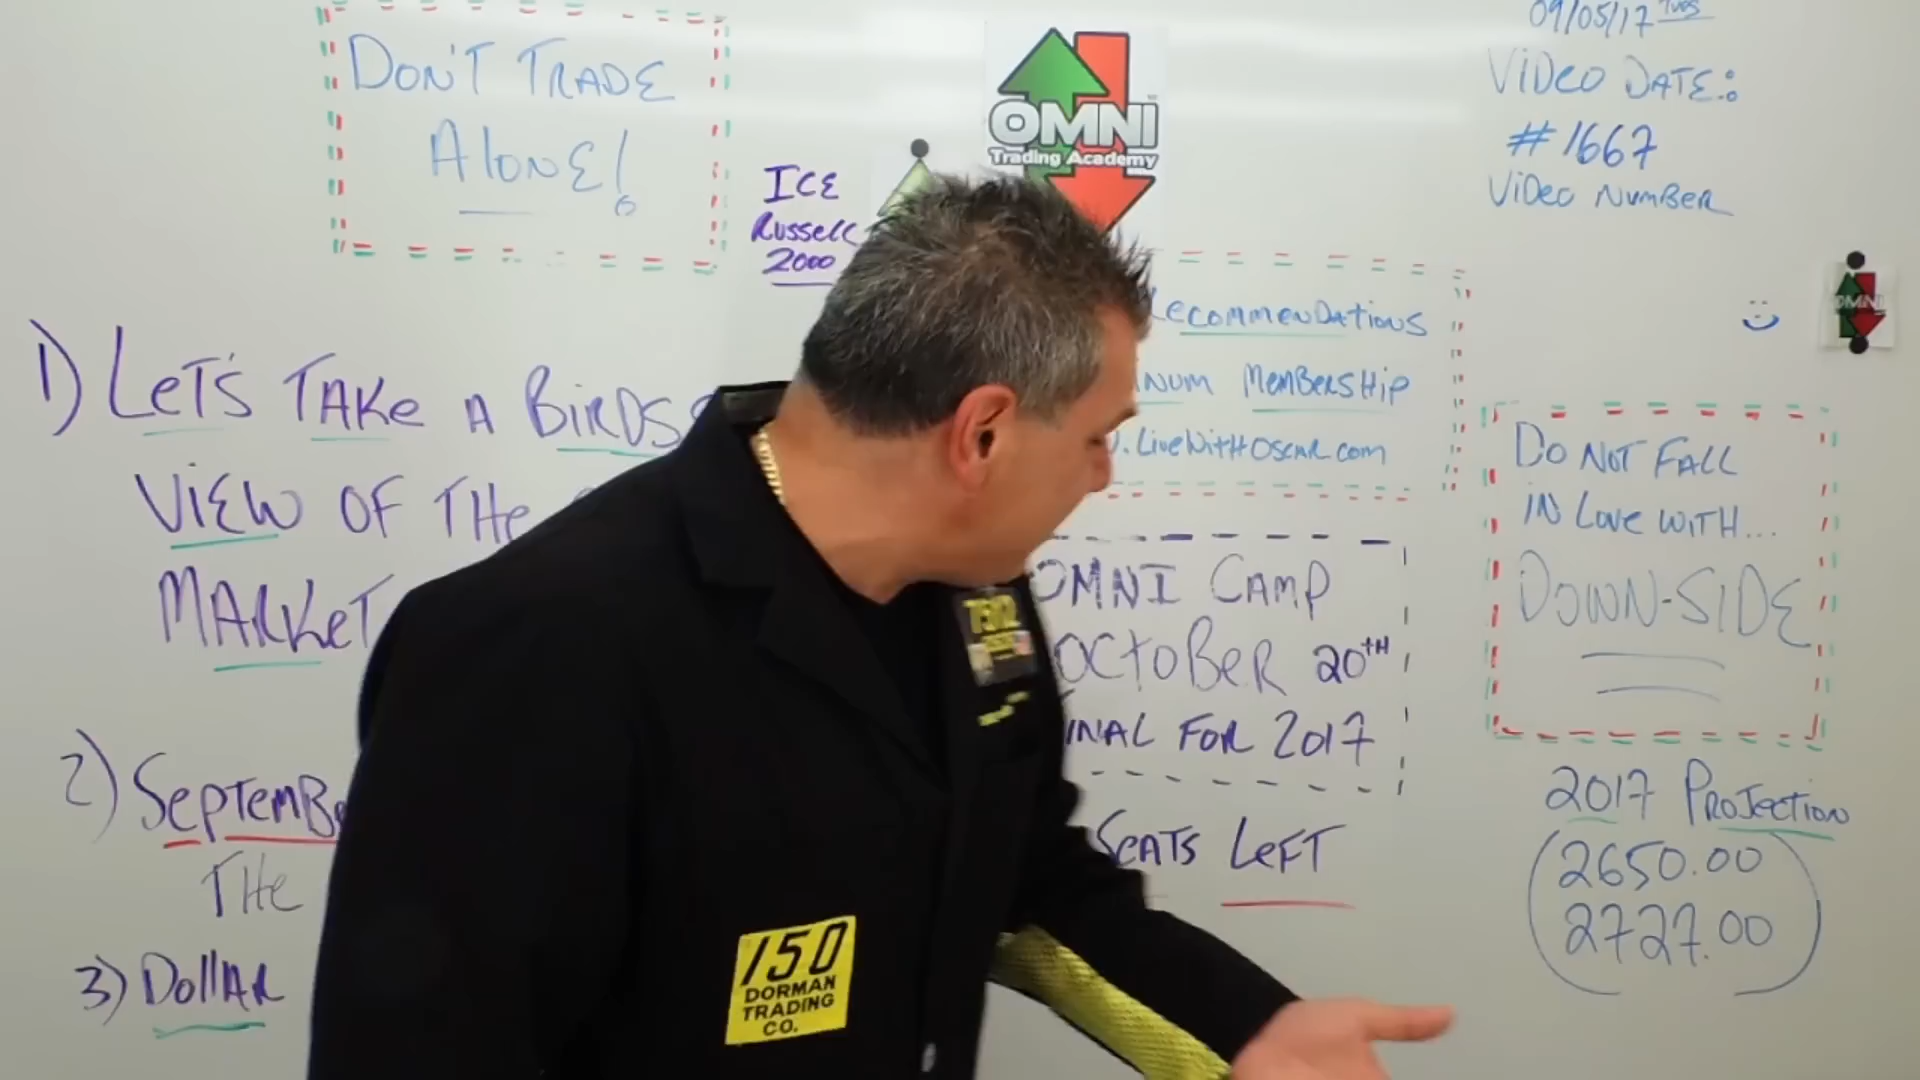 DON'T TRADE
ALONE!
ICE
Russell
2000
OMNI
Trading Academy
09/05/17 Tues
Video Date:
#1667
Video Number
OMNI
1) Let's Take a Birds
View of the
Market
2) September
The
3) Dollar
Recommendations
Membership
LiveWithOscar.com
OMNI Camp
October 20TH
Final for 2017
Seats Left
Do Not Fall
in Love with...
DOWN-SIDE
2017 Projection
2650.00
2727.00
150
DORMAN
TRADING
CO.